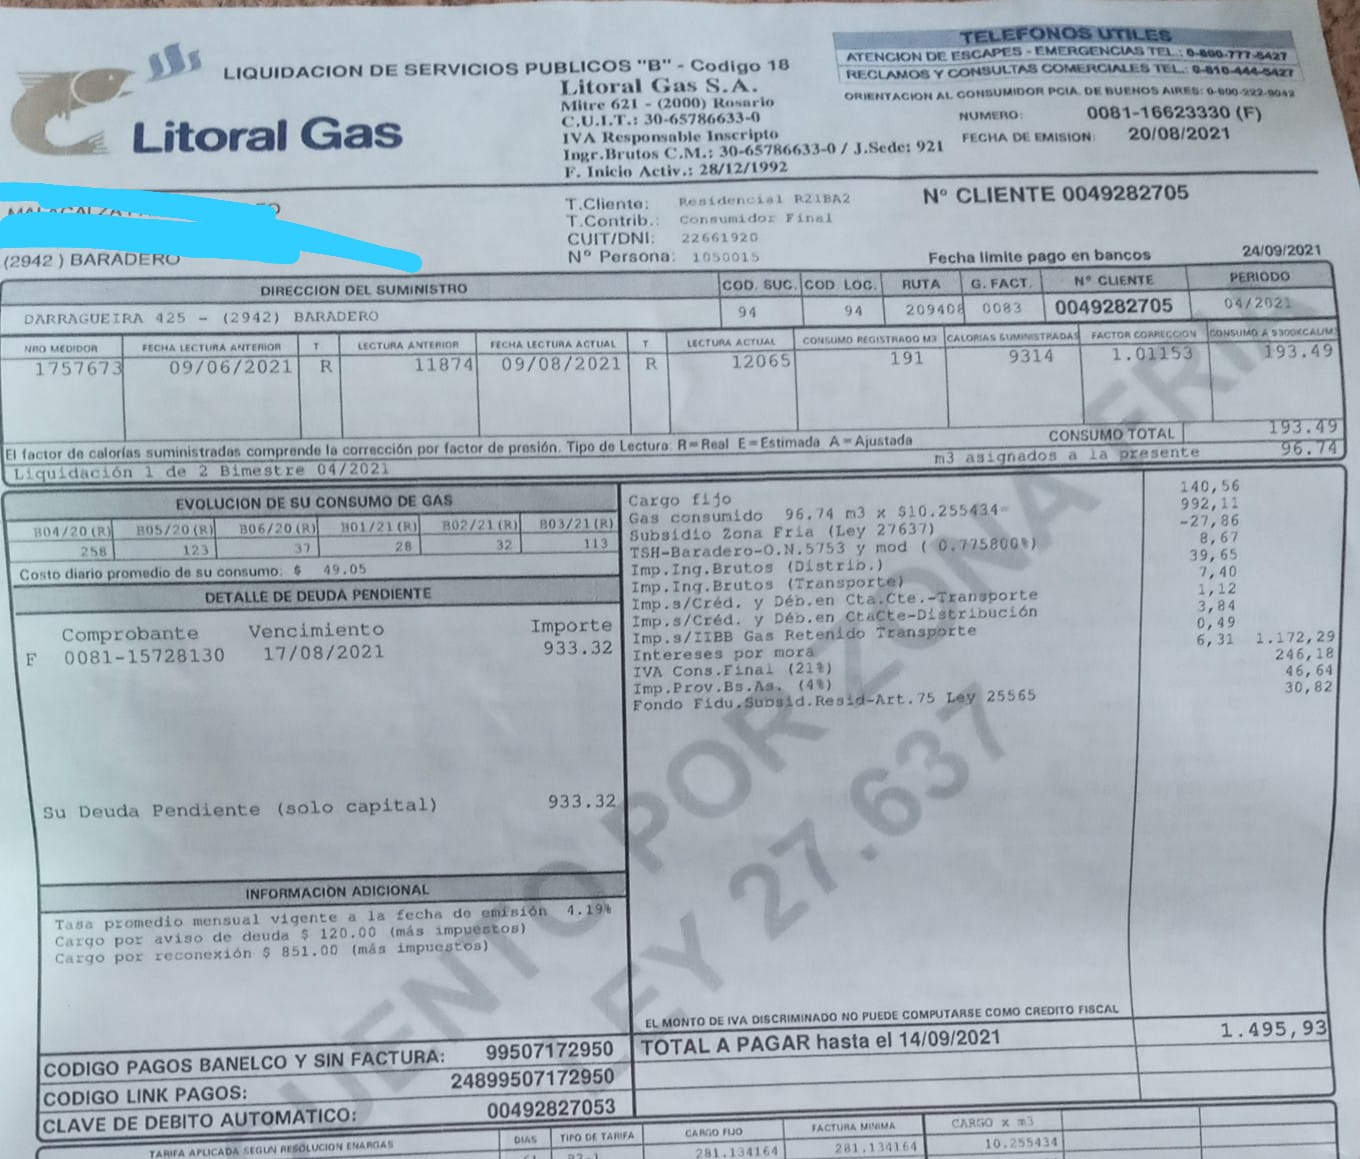 LIQUIDACION DE SERVICIOS PUBLICOS "B" - Codigo 18
Litoral Gas
Litoral Gas S.A.
Mitre 621 - (2000) Rosario
C.U.I.T.: 30-65786633-0
IVA Responsable Inscripto
Ingr.Brutos C.M.: 30-65786633-0 / J.Sede: 921
F. Inicio Activ.: 28/12/1992
TELEFONOS UTILES
ATENCION DE ESCAPES - EMERGENCIAS TEL.: 0-800-777-5427
RECLAMOS Y CONSULTAS COMERCIALES TEL.: 0-810-444-5427
ORIENTACION AL CONSUMIDOR PCIA. DE BUENOS AIRES: 0-800-222-9042
NUMERO: 0081-16623330 (F)
FECHA DE EMISION: 20/08/2021
(2942 ) BARADERO
T.Cliente: Residencial R21BA2
T.Contrib.: Consumidor Final
CUIT/DNI: 22661920
Nº Persona: 1050015
Nº CLIENTE 0049282705
Fecha limite pago en bancos 24/09/2021
DIRECCION DEL SUMINISTRO COD. SUC. COD. LOC. RUTA G. FACT. Nº CLIENTE PERIODO
DARRAGUEIRA 425 - (2942) BARADERO 94 94 209408 0083 0049282705 04/2021
NRO MEDIDOR FECHA LECTURA ANTERIOR T LECTURA ANTERIOR FECHA LECTURA ACTUAL T LECTURA ACTUAL CONSUMO REGISTRADO M3 CALORIAS SUMINISTRADAS FACTOR CORRECCION CONSUMO A 9300KCAL/M3
1757673 09/06/2021 R 11874 09/08/2021 R 12065 191 9314 1.01153 193.49
El factor de calorías suministradas comprende la corrección por factor de presión. Tipo de Lectura: R=Real E=Estimada A=Ajustada
CONSUMO TOTAL 193.49
m3 asignados a la presente 96.74
Liquidación 1 de 2 Bimestre 04/2021
EVOLUCION DE SU CONSUMO DE GAS
B04/20(R) B05/20(R) B06/20(R) B01/21(R) B02/21(R) B03/21(R)
258 123 37 28 32 113
Costo diario promedio de su consumo: $ 49.05
DETALLE DE DEUDA PENDIENTE
Comprobante Vencimiento Importe
F 0081-15728130 17/08/2021 933.32
Su Deuda Pendiente (solo capital) 933.32
INFORMACION ADICIONAL
Tasa promedio mensual vigente a la fecha de emisión 4.19%
Cargo por aviso de deuda $ 120.00 (más impuestos)
Cargo por reconexión $ 851.00 (más impuestos)
Cargo fijo 140,56
Gas consumido 96.74 m3 x $10.255434= 992,11
Subsidio Zona Fría (Ley 27637) -27,86
TSH-Baradero-O.N.5753 y mod ( 0.775800%) 8,67
Imp.Ing.Brutos (Distrib.) 39,65
Imp.Ing.Brutos (Transporte) 7,40
Imp.s/Créd. y Déb.en Cta.Cte.-Transporte 1,12
Imp.s/Créd. y Déb.en CtaCte-Distribución 3,84
Imp.s/IIBB Gas Retenido Transporte 0,49
Intereses por mora 6,31 1.172,29
IVA Cons.Final (21%) 246,18
Imp.Prov.Bs.As. (4%) 46,64
Fondo Fidu.Subsid.Resid-Art.75 Ley 25565 30,82
UENTO POR ZONA FRIA
LEY 27.637
EL MONTO DE IVA DISCRIMINADO NO PUEDE COMPUTARSE COMO CREDITO FISCAL
TOTAL A PAGAR hasta el 14/09/2021 1.495,93
CODIGO PAGOS BANELCO Y SIN FACTURA: 99507172950
CODIGO LINK PAGOS: 24899507172950
CLAVE DE DEBITO AUTOMATICO: 00492827053
TARIFA APLICADA SEGUN RESOLUCION ENARGAS DIAS TIPO DE TARIFA CARGO FIJO FACTURA MINIMA CARGO x m3
281.134164 281.134164 10.255434